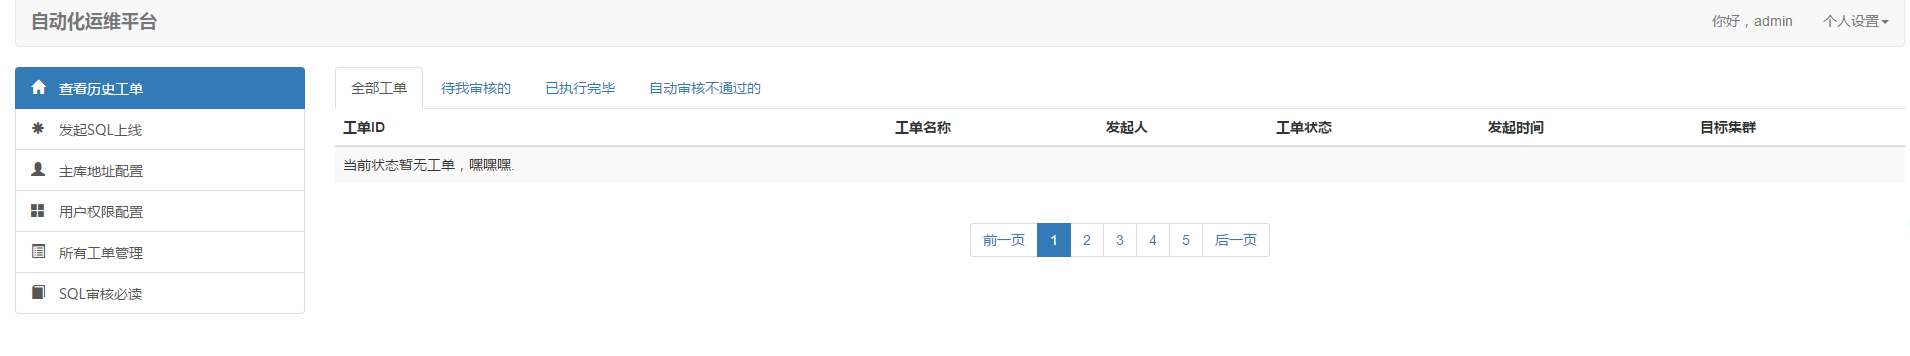 自动化运维平台 你好，admin 个人设置
查看历史工单
发起SQL上线
主库地址配置
用户权限配置
所有工单管理
SQL审核必读
全部工单 待我审核的 已执行完毕 自动审核不通过的
工单ID 工单名称 发起人 工单状态 发起时间 目标集群
当前状态暂无工单，嘿嘿嘿.
前一页 1 2 3 4 5 后一页